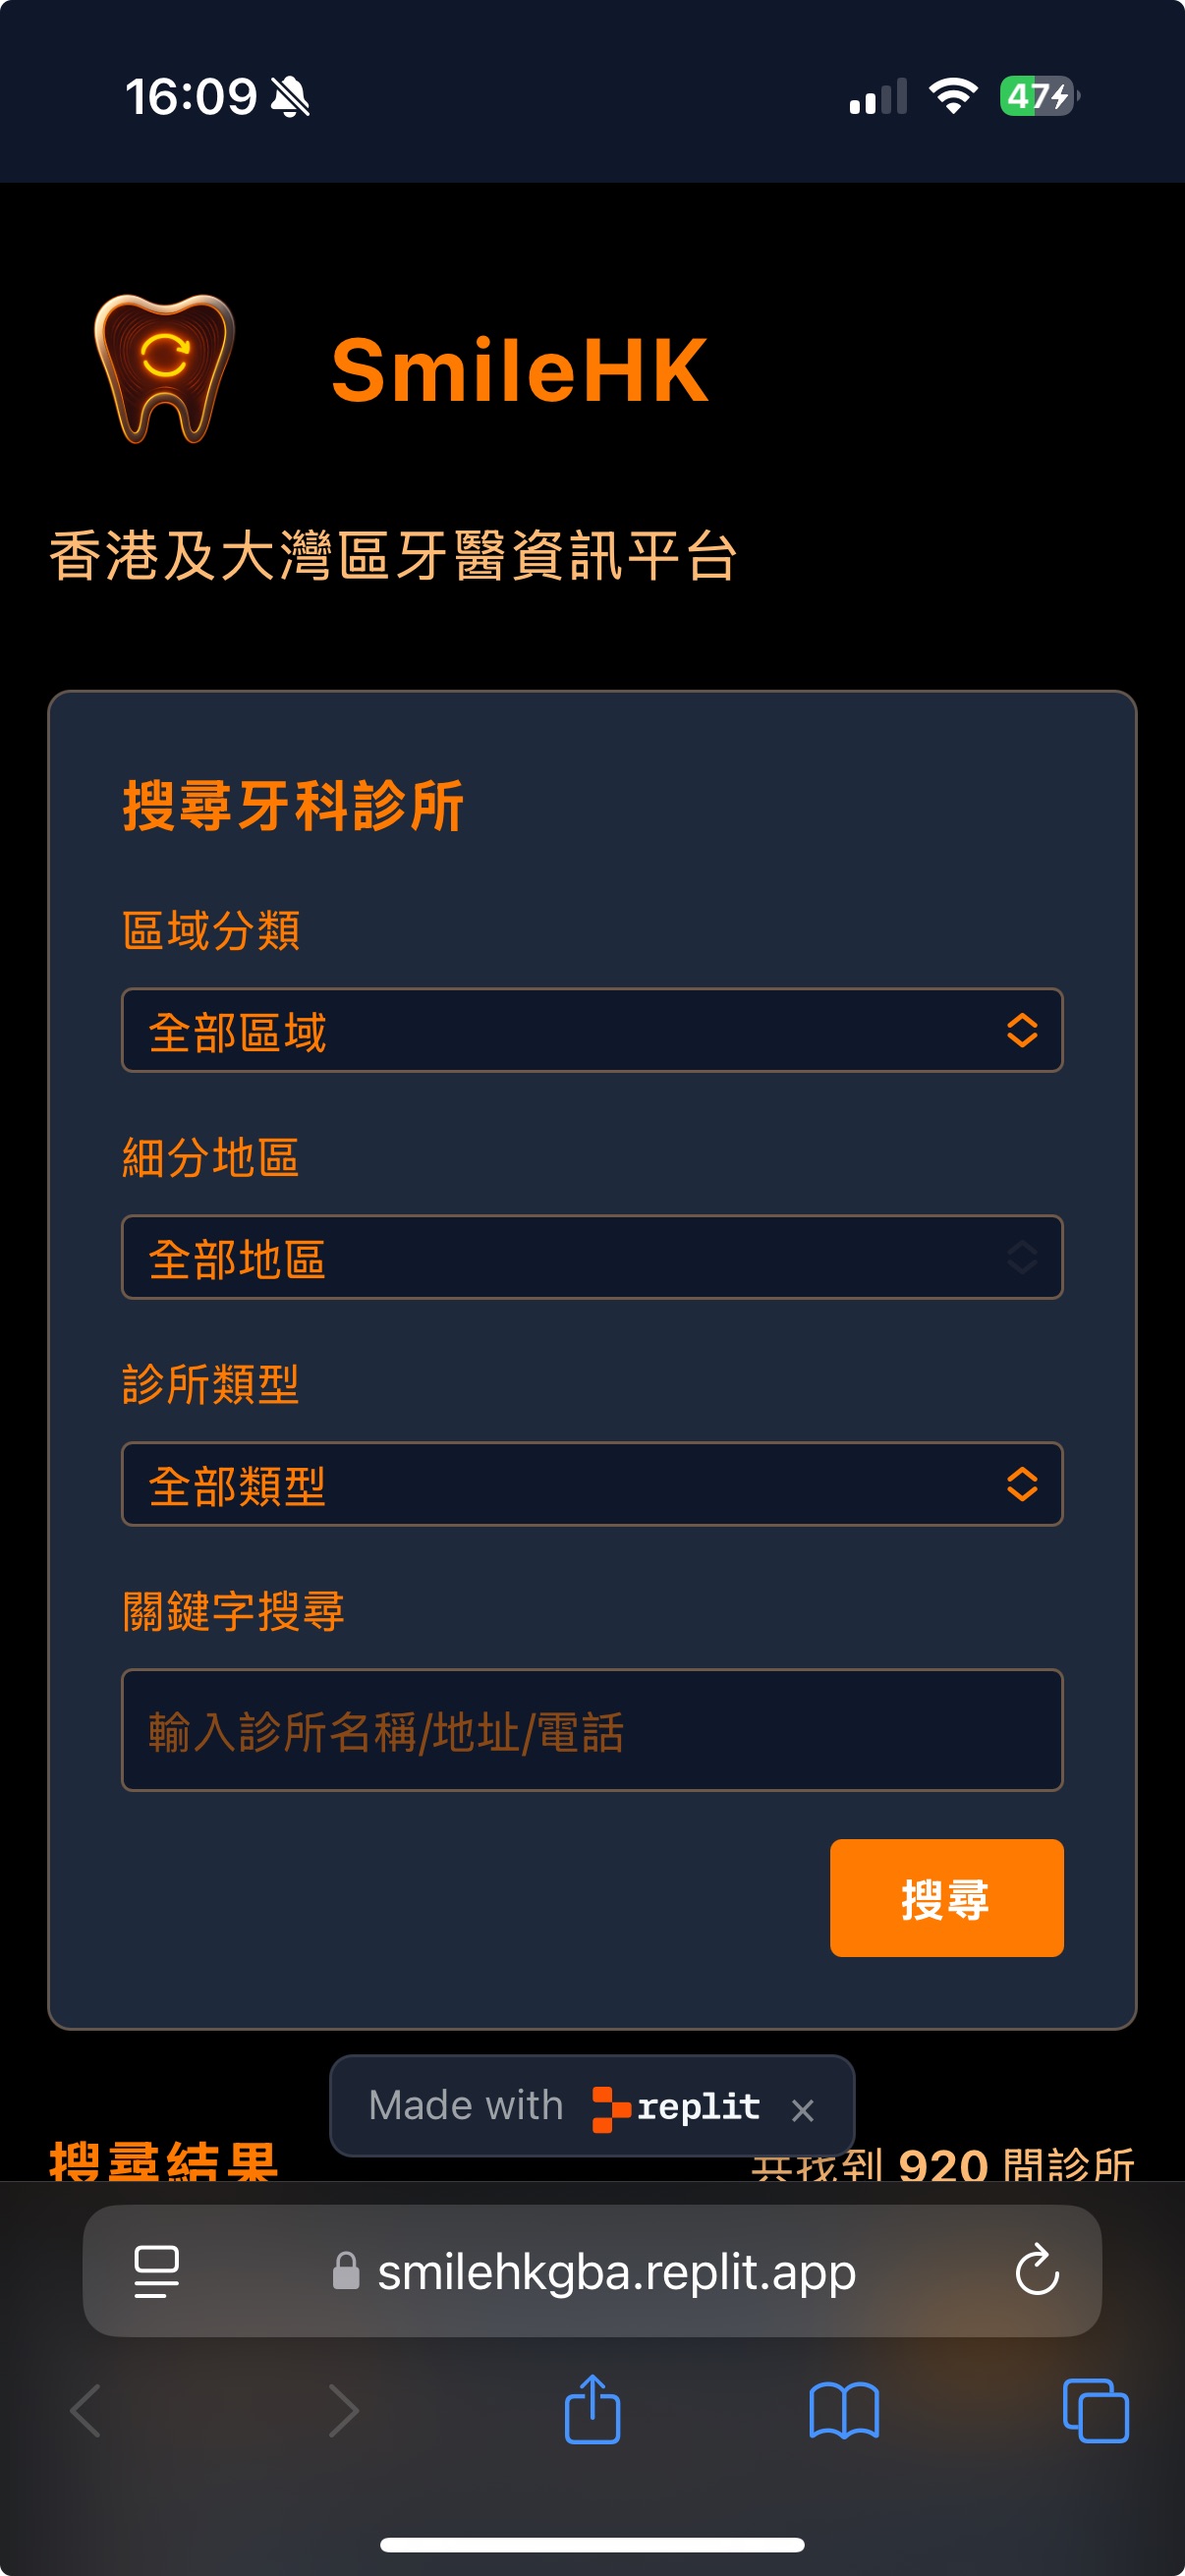 16:09
47
SmileHK
香港及大灣區牙醫資訊平台
搜尋牙科診所
區域分類
全部區域
細分地區
全部地區
診所類型
全部類型
關鍵字搜尋
輸入診所名稱/地址/電話
搜尋
Made with replit ×
搜尋結果 共找到 920 間診所
smilehkgba.replit.app